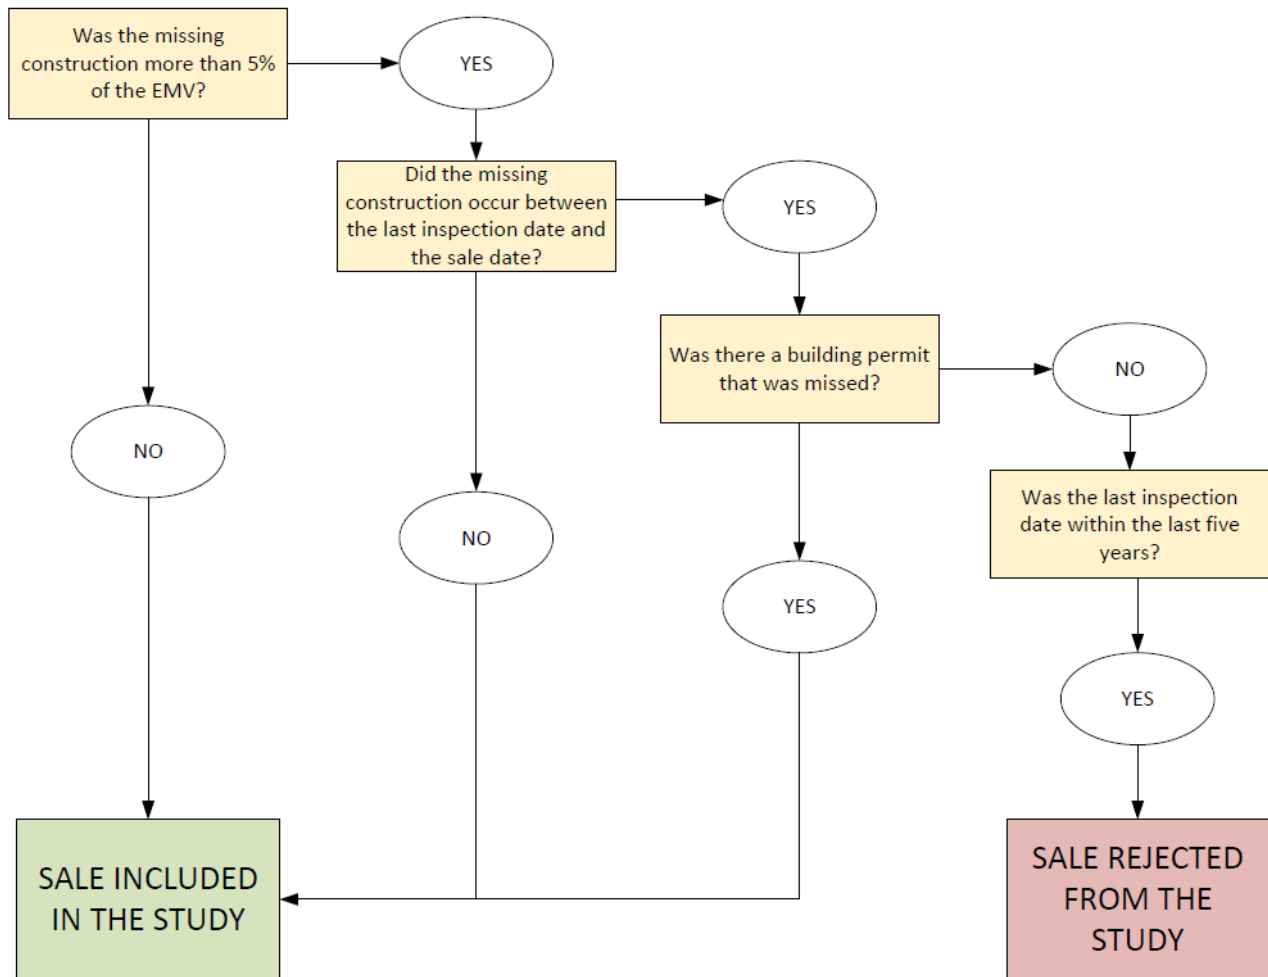 Was the missing
construction more than 5%
of the EMV?
YES
Did the missing
construction occur between
the last inspection date and
the sale date?
YES
Was there a building permit
that was missed?
NO
NO
Was the last inspection
date within the last five
years?
NO
YES
YES
SALE INCLUDED
IN THE STUDY
SALE REJECTED
FROM THE
STUDY